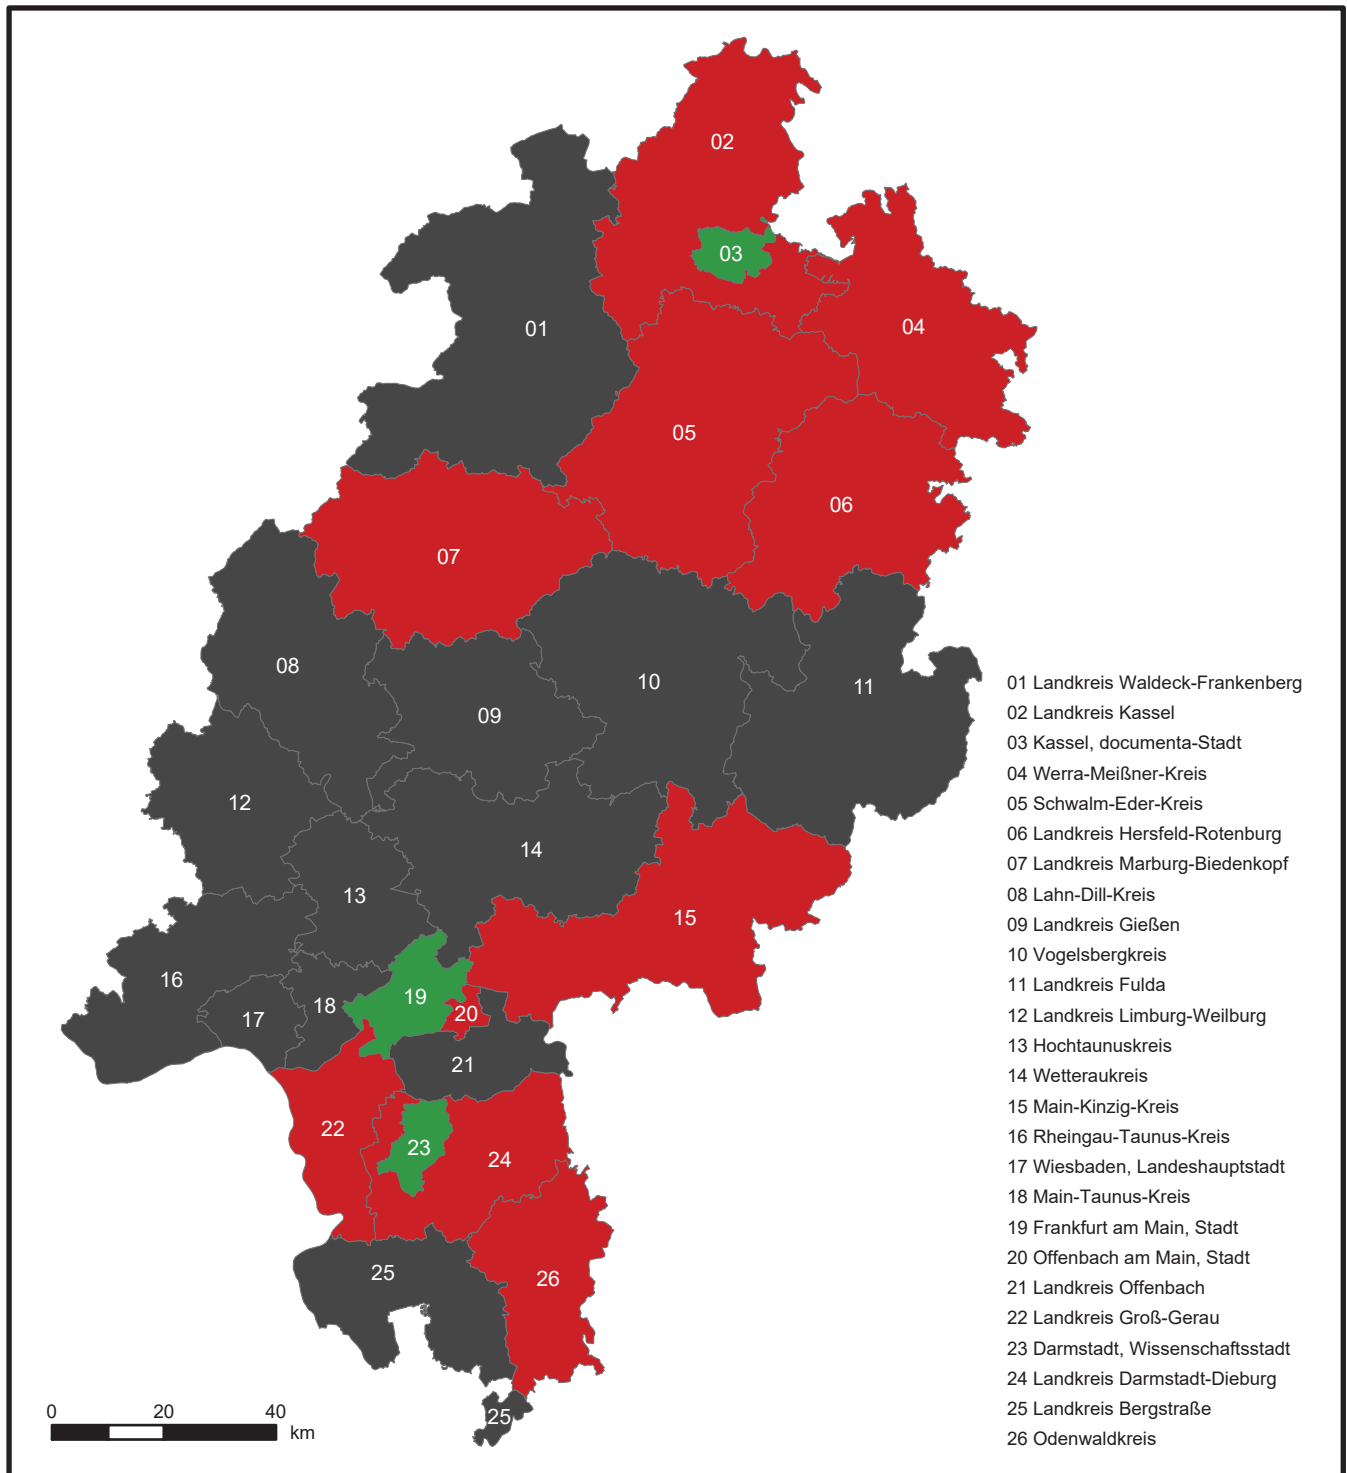 02
03
01
04
05
06
07
08
10
11
09
12
14
13
15
16
19
18
20
17
21
22
23
24
25
26
25
01 Landkreis Waldeck-Frankenberg
02 Landkreis Kassel
03 Kassel, documenta-Stadt
04 Werra-Meißner-Kreis
05 Schwalm-Eder-Kreis
06 Landkreis Hersfeld-Rotenburg
07 Landkreis Marburg-Biedenkopf
08 Lahn-Dill-Kreis
09 Landkreis Gießen
10 Vogelsbergkreis
11 Landkreis Fulda
12 Landkreis Limburg-Weilburg
13 Hochtaunuskreis
14 Wetteraukreis
15 Main-Kinzig-Kreis
16 Rheingau-Taunus-Kreis
17 Wiesbaden, Landeshauptstadt
18 Main-Taunus-Kreis
19 Frankfurt am Main, Stadt
20 Offenbach am Main, Stadt
21 Landkreis Offenbach
22 Landkreis Groß-Gerau
23 Darmstadt, Wissenschaftsstadt
24 Landkreis Darmstadt-Dieburg
25 Landkreis Bergstraße
26 Odenwaldkreis
0 20 40
km